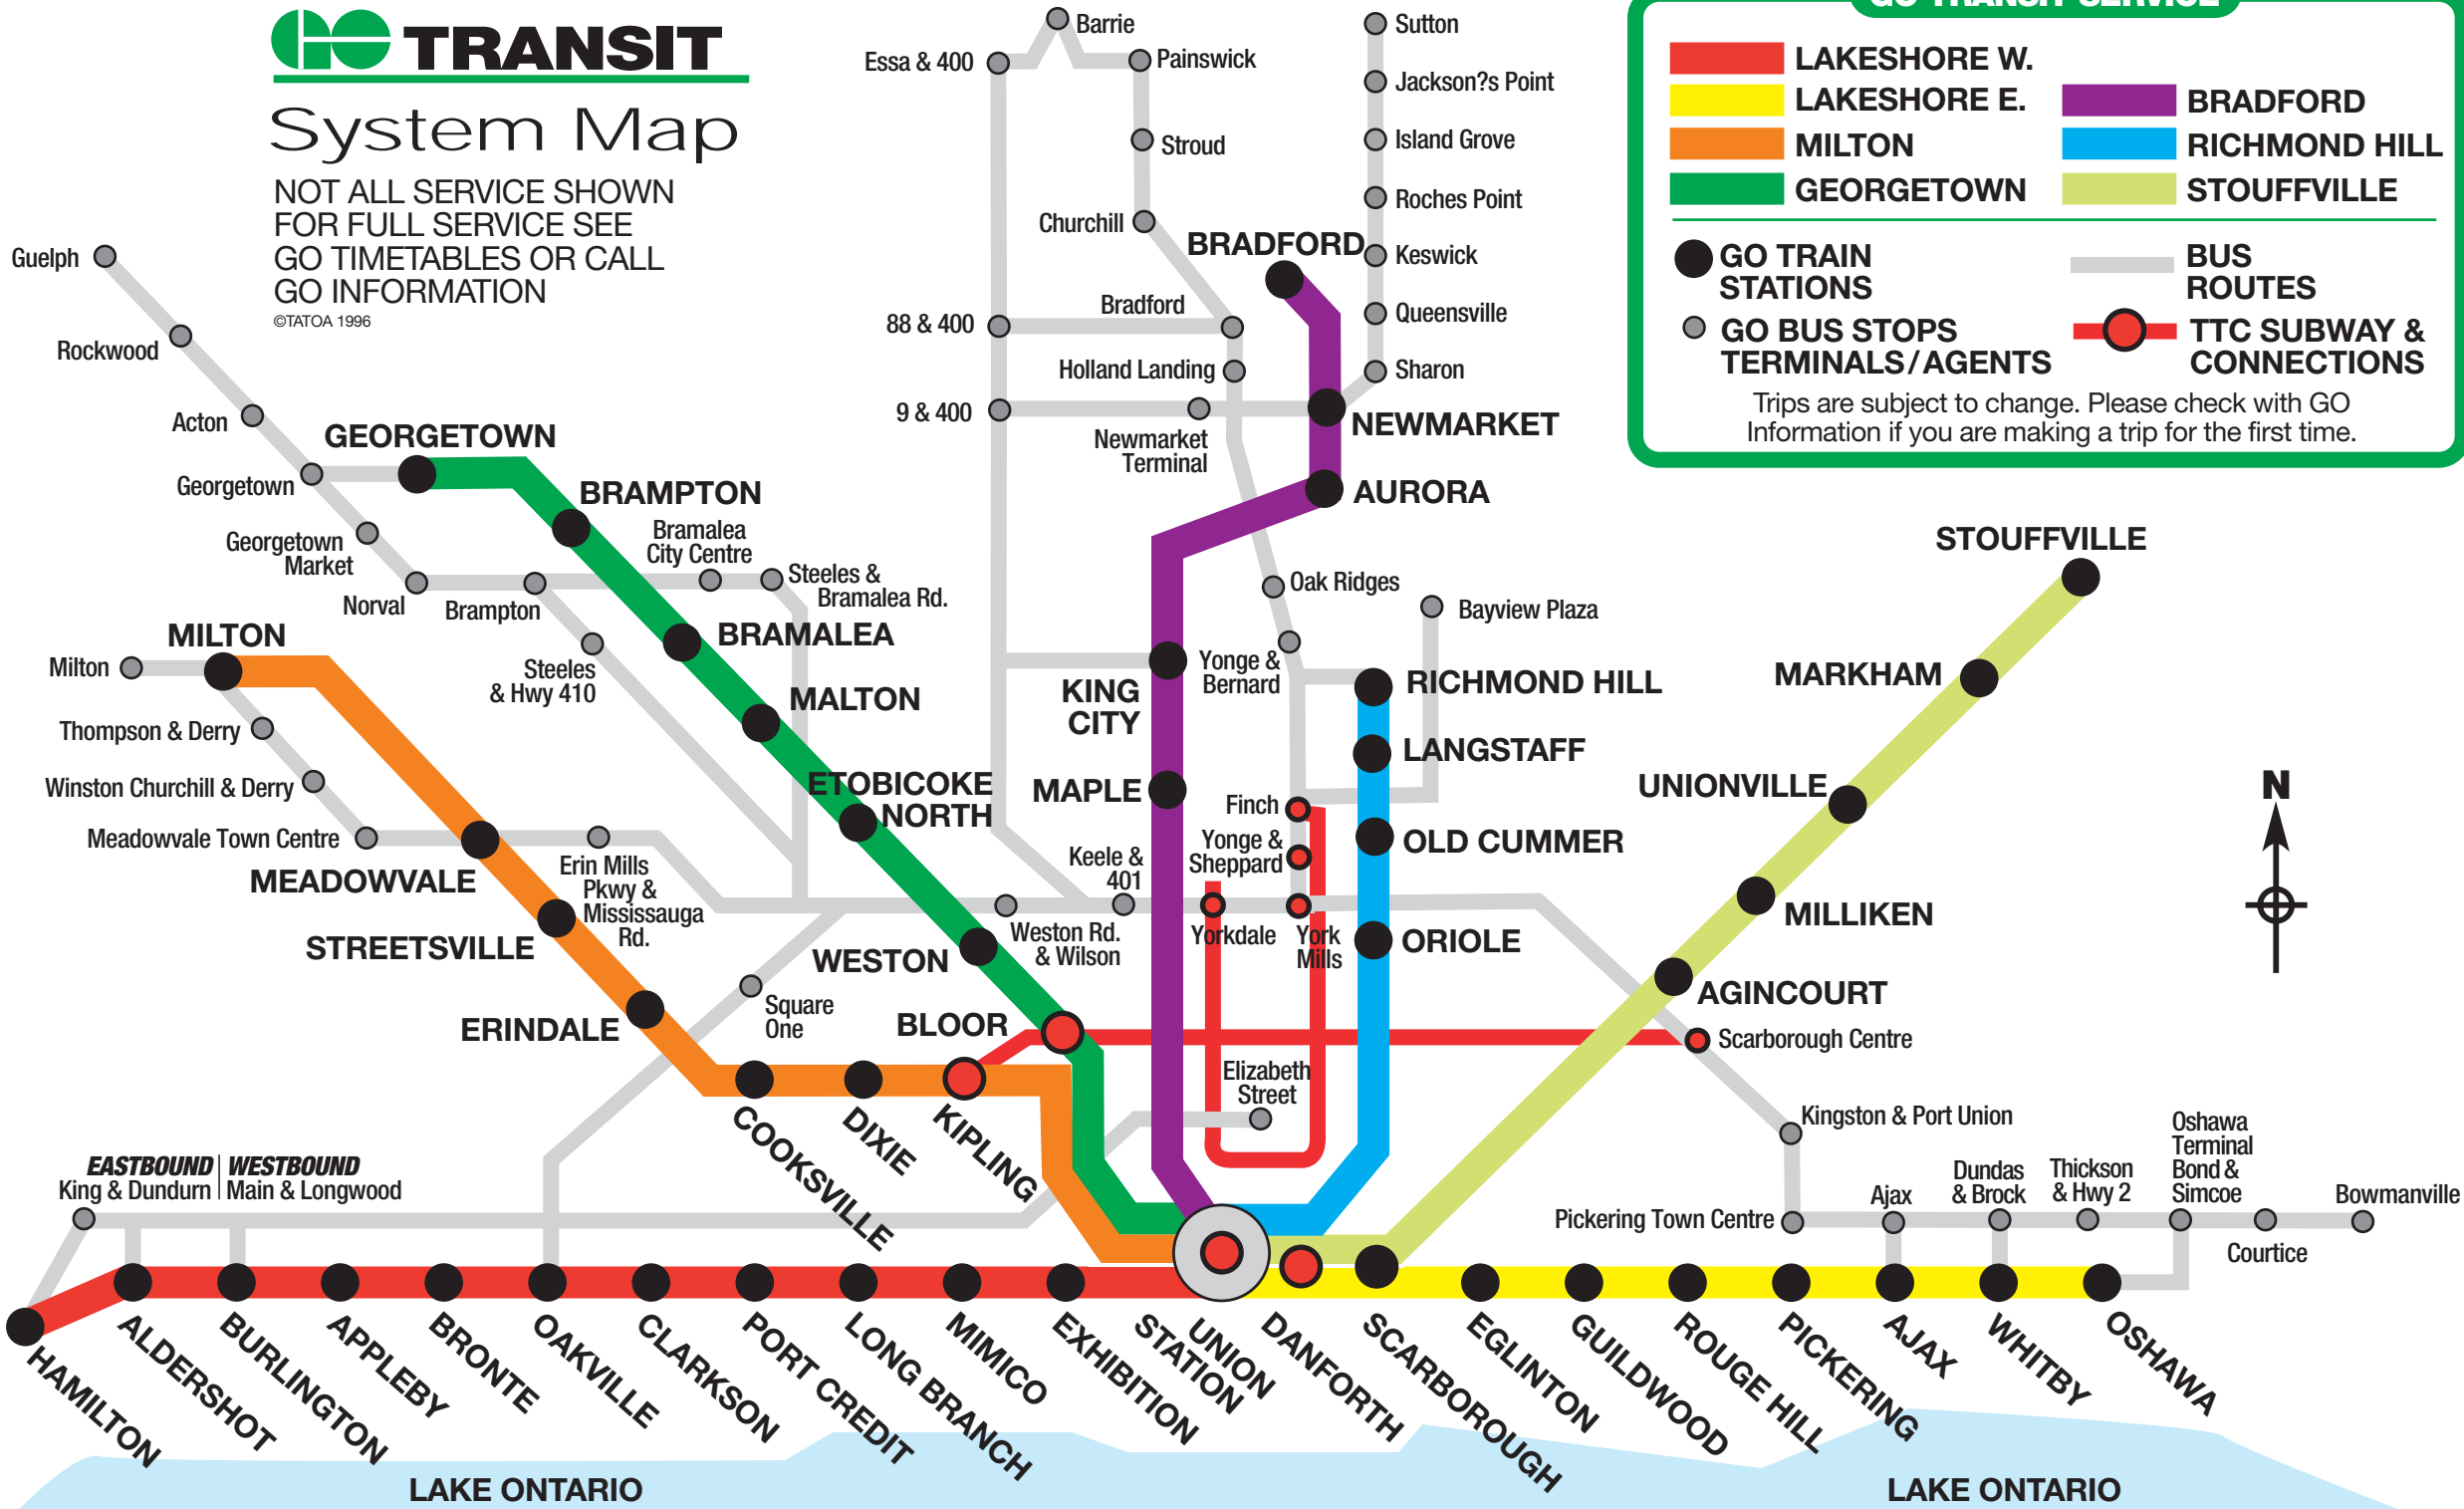 GO TRANSIT
System Map
NOT ALL SERVICE SHOWN
FOR FULL SERVICE SEE
GO TIMETABLES OR CALL
GO INFORMATION
©TATOA 1996
GO TRANSIT SERVICE
LAKESHORE W.
LAKESHORE E.
MILTON
GEORGETOWN
BRADFORD
RICHMOND HILL
STOUFFVILLE
GO TRAIN
STATIONS
GO BUS STOPS
TERMINALS/AGENTS
BUS
ROUTES
TTC SUBWAY &
CONNECTIONS
Trips are subject to change. Please check with GO
Information if you are making a trip for the first time.
Barrie
Essa & 400
Painswick
Stroud
Churchill
Sutton
Jackson?s Point
Island Grove
Roches Point
Keswick
Queensville
Sharon
BRADFORD
Bradford
88 & 400
Holland Landing
9 & 400
Newmarket
Terminal
NEWMARKET
AURORA
Guelph
Rockwood
Acton
Georgetown
GEORGETOWN
Georgetown
Market
Norval
Brampton
BRAMPTON
Bramalea
City Centre
Steeles &
Bramalea Rd.
Steeles
& Hwy 410
BRAMALEA
MALTON
ETOBICOKE
NORTH
WESTON
BLOOR
Milton
MILTON
Thompson & Derry
Winston Churchill & Derry
Meadowvale Town Centre
MEADOWVALE
Erin Mills
Pkwy &
Mississauga
Rd.
STREETSVILLE
ERINDALE
Square
One
COOKSVILLE
DIXIE
KIPLING
Oak Ridges
Bayview Plaza
Yonge &
Bernard
KING
CITY
MAPLE
RICHMOND HILL
LANGSTAFF
Finch
Yonge &
Sheppard
OLD CUMMER
Keele &
401
Weston Rd.
& Wilson
Yorkdale
York
Mills
ORIOLE
Elizabeth
Street
STOUFFVILLE
MARKHAM
UNIONVILLE
MILLIKEN
AGINCOURT
N
Scarborough Centre
Kingston & Port Union
Pickering Town Centre
Ajax
Dundas
& Brock
Thickson
& Hwy 2
Oshawa
Terminal
Bond &
Simcoe
Courtice
Bowmanville
EASTBOUND
King & Dundurn
WESTBOUND
Main & Longwood
HAMILTON
ALDERSHOT
BURLINGTON
APPLEBY
BRONTE
OAKVILLE
CLARKSON
PORT CREDIT
LONG BRANCH
MIMICO
EXHIBITION
UNION
STATION
DANFORTH
SCARBOROUGH
EGLINTON
GUILDWOOD
ROUGE HILL
PICKERING
AJAX
WHITBY
OSHAWA
LAKE ONTARIO
LAKE ONTARIO